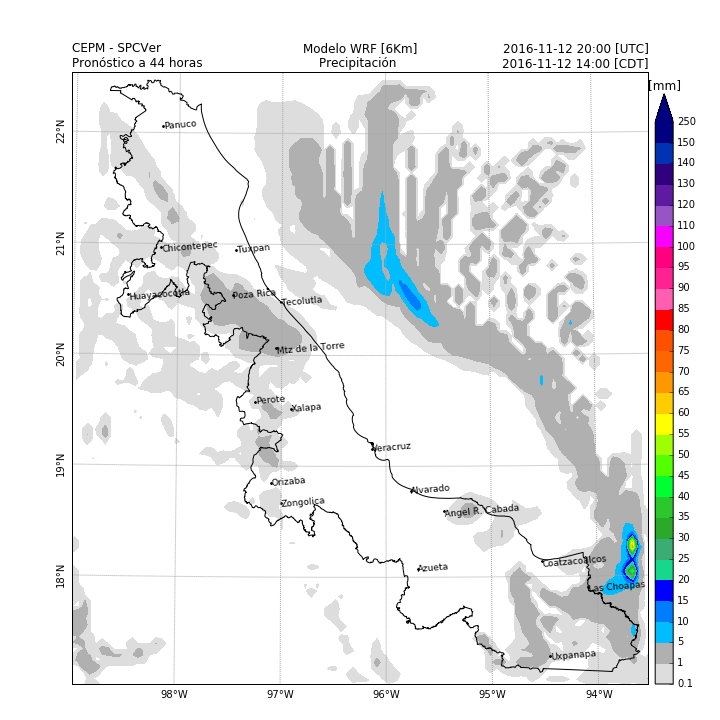 CEPM - SPCVer
Modelo WRF [6Km]
2016-11-12 20:00 [UTC]
Pronóstico a 44 horas
Precipitación
2016-11-12 14:00 [CDT]
[mm]
250
150
140
130
120
110
100
95
90
85
80
75
70
65
60
55
50
45
40
35
30
25
20
15
10
5
1
0.1
22°N
21°N
20°N
19°N
18°N
98°W
97°W
96°W
95°W
94°W
Panuco
Chicontepec
Tuxpan
Huayacocotla
Poza Rica
Tecolutla
Mtz de la Torre
Perote
Xalapa
Veracruz
Orizaba
Alvarado
Zongolica
Angel R. Cabada
Azueta
Coatzacoalcos
Las Choapas
Uxpanapa